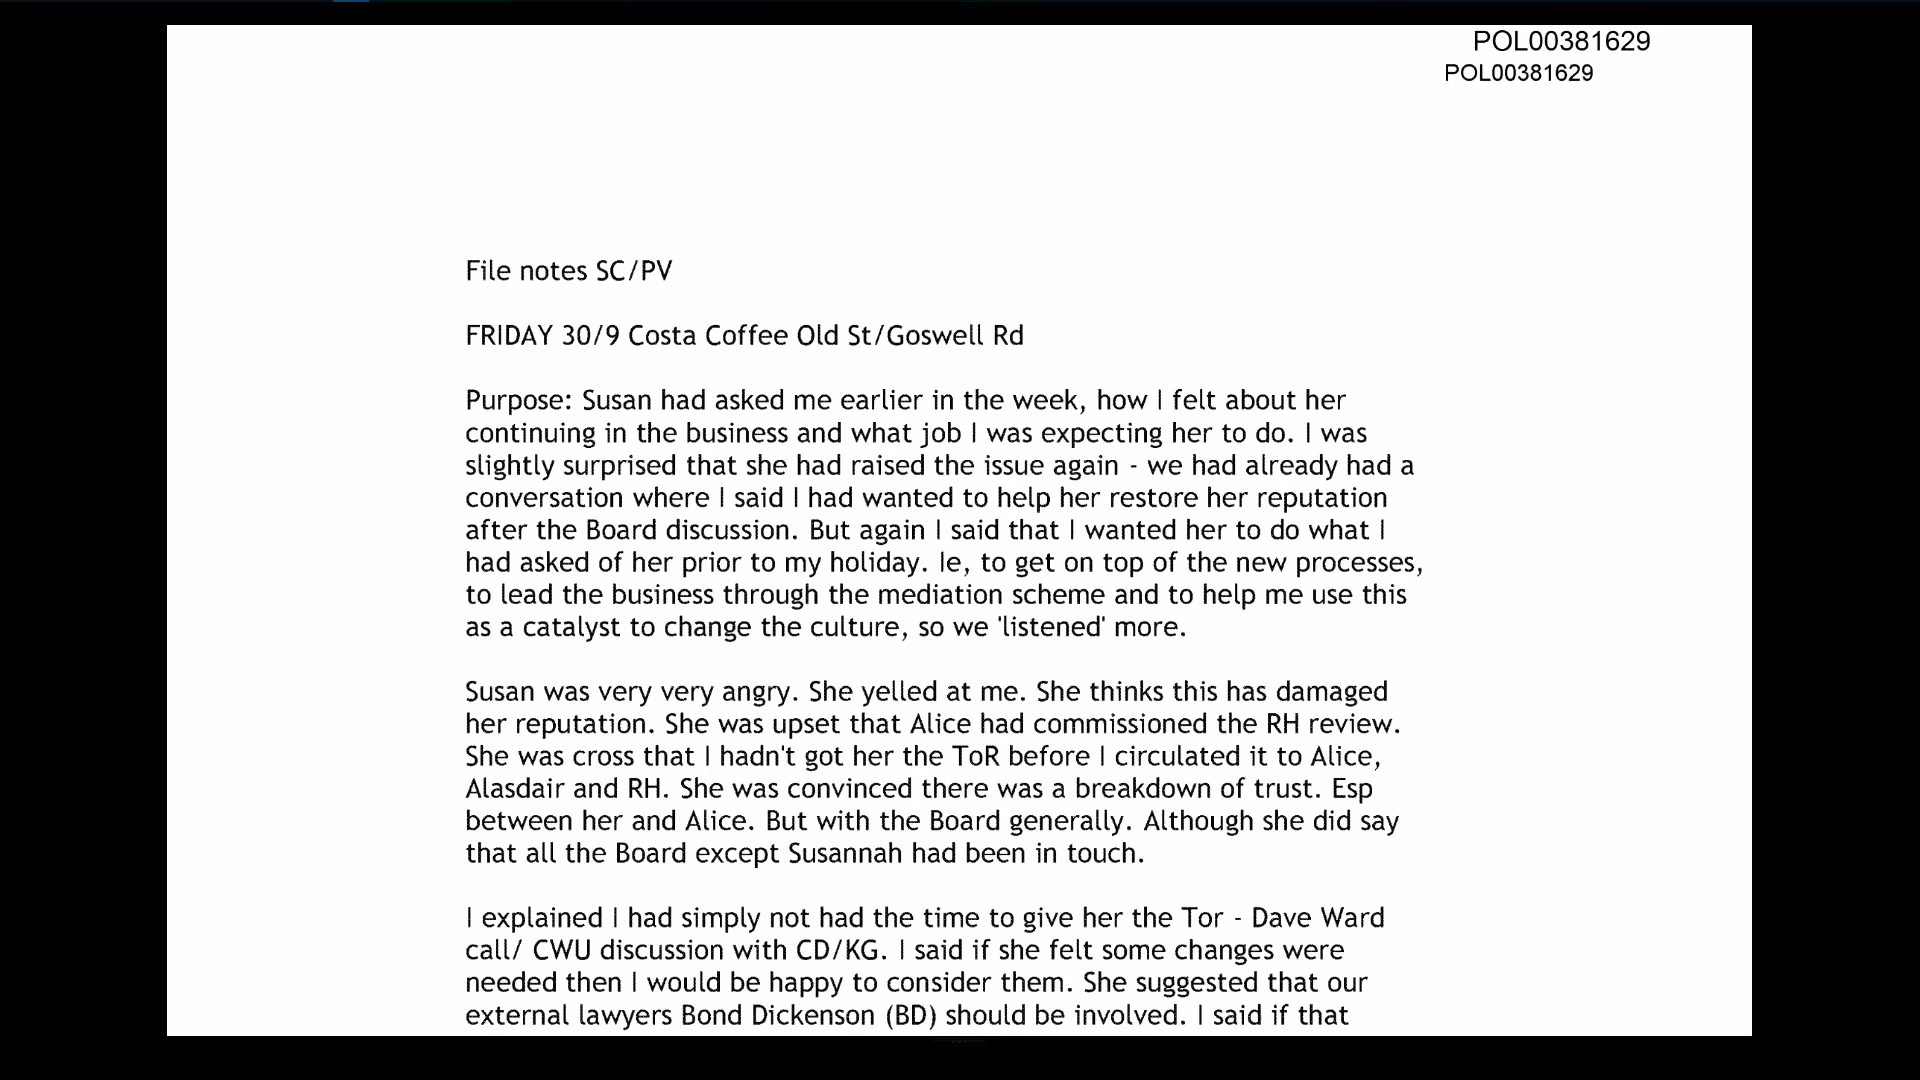 POL00381629
POL00381629
File notes SC/PV
FRIDAY 30/9 Costa Coffee Old St/Goswell Rd
Purpose: Susan had asked me earlier in the week, how I felt about her
continuing in the business and what job I was expecting her to do. I was
slightly surprised that she had raised the issue again - we had already had a
conversation where I said I had wanted to help her restore her reputation
after the Board discussion. But again I said that I wanted her to do what I
had asked of her prior to my holiday. Ie, to get on top of the new processes,
to lead the business through the mediation scheme and to help me use this
as a catalyst to change the culture, so we 'listened' more.
Susan was very very angry. She yelled at me. She thinks this has damaged
her reputation. She was upset that Alice had commissioned the RH review.
She was cross that I hadn't got her the ToR before I circulated it to Alice,
Alasdair and RH. She was convinced there was a breakdown of trust. Esp
between her and Alice. But with the Board generally. Although she did say
that all the Board except Susannah had been in touch.
I explained I had simply not had the time to give her the Tor - Dave Ward
call/ CWU discussion with CD/KG. I said if she felt some changes were
needed then I would be happy to consider them. She suggested that our
external lawyers Bond Dickenson (BD) should be involved. I said if that